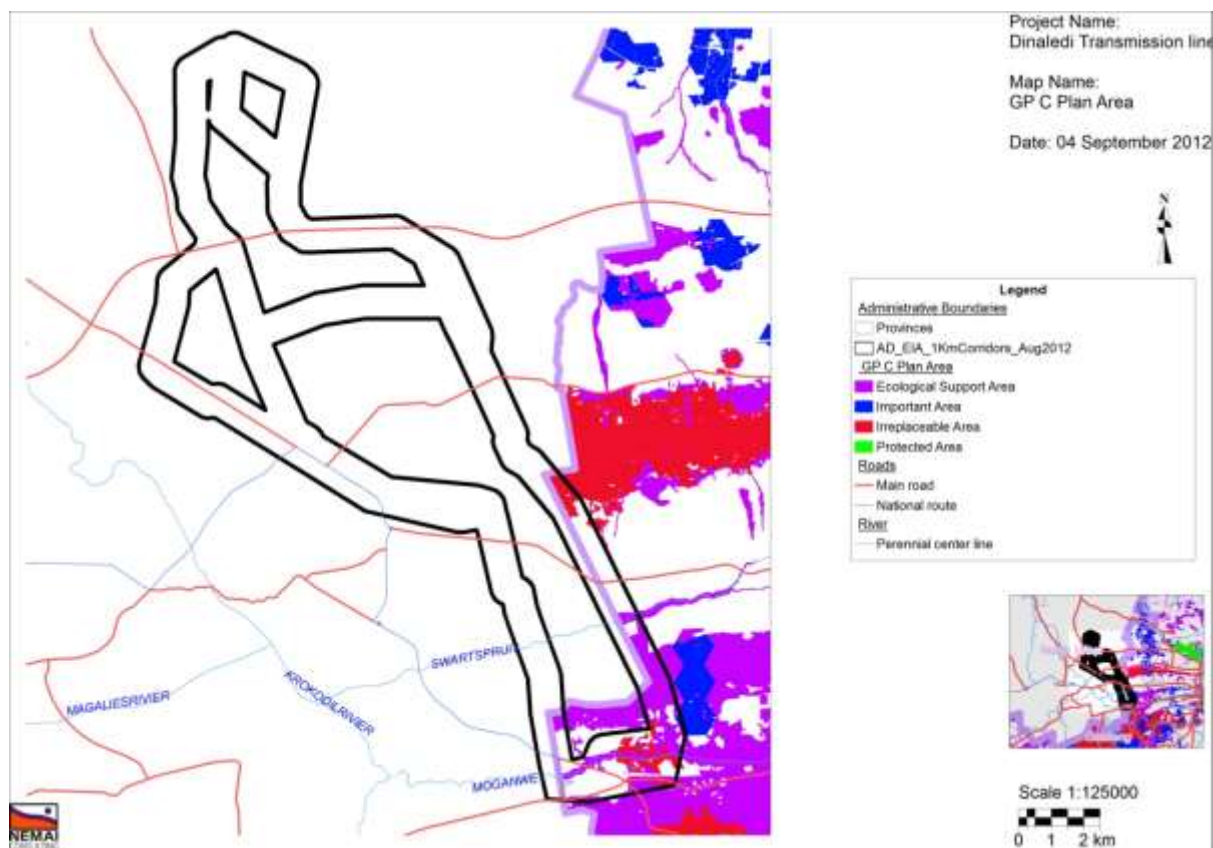 Project Name:
Dinaledi Transmission line
Map Name:
GP C Plan Area
Date: 04 September 2012
N
Legend
Administrative Boundaries
Provinces
AD_EIA_1KmCorridors_Aug2012
GP C Plan Area
Ecological Support Area
Important Area
Irreplaceable Area
Protected Area
Roads
Main road
National route
River
Perennial center line
SWARTSPRUIT
MAGALIESRIVIER
KROKODILRIVIER
MOGANWE
Scale 1:125000
0 1 2 km
NEMAI